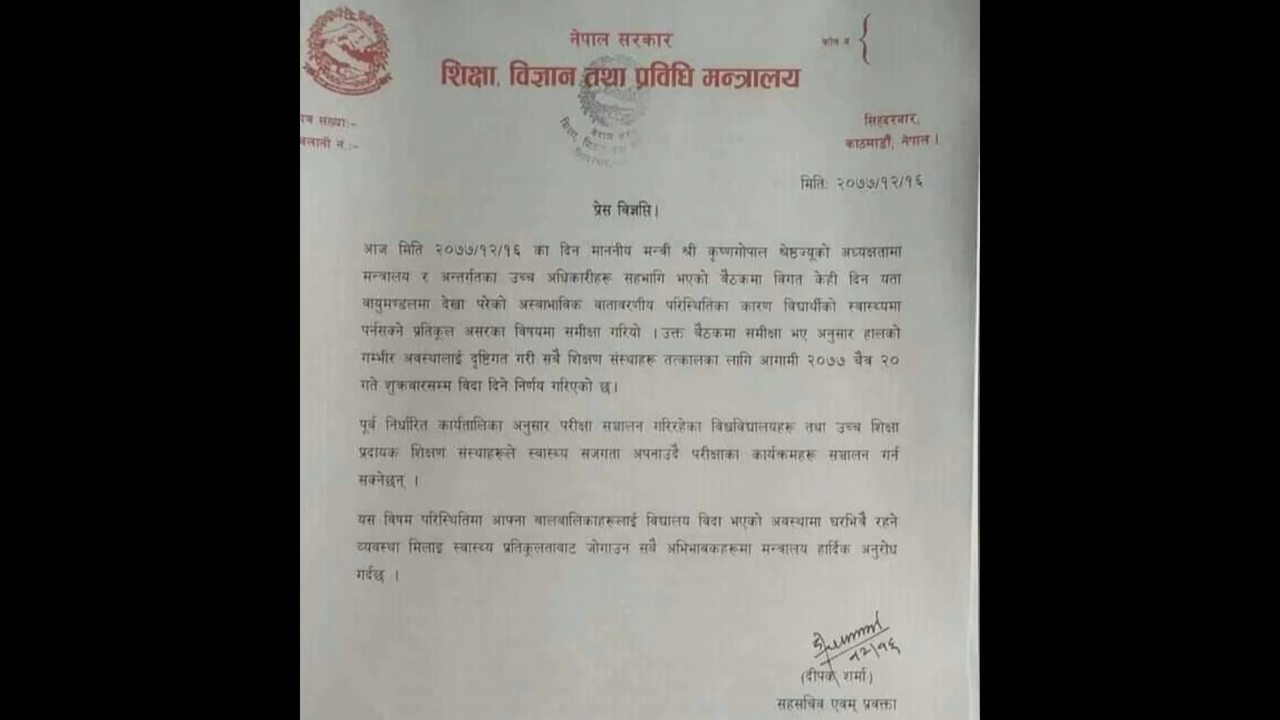 नेपाल सरकार
फोन नं
शिक्षा, विज्ञान तथा प्रविधि मन्त्रालय
पत्र संख्याः-
चलानी नं.:-
सिंहदरबार,
काठमाडौं, नेपाल ।
मितिः २०७७/१२/१६
प्रेस विज्ञप्ति।
आज मिति २०७७/१२/१६ का दिन माननीय मन्त्री श्री कृष्णगोपाल श्रेष्ठज्यूको अध्यक्षतामा
मन्त्रालय र अन्तर्गतका उच्च अधिकारीहरू सहभागि भएको बैठकमा विगत केही दिन यता
वायुमण्डलमा देखा परेको अस्वाभाविक वातावरणीय परिस्थितिका कारण विद्यार्थीको स्वास्थ्यमा
पर्नसक्ने प्रतिकूल असरका विषयमा समीक्षा गरियो । उक्त बैठकमा समीक्षा भए अनुसार हालको
गम्भीर अवस्थालाई दृष्टिगत गरी सबै शिक्षण संस्थाहरू तत्कालका लागि आगामी २०७७ चैत्र २०
गते शुक्रबारसम्म विदा दिने निर्णय गरिएको छ।
पूर्व निर्धारित कार्यतालिका अनुसार परीक्षा सञ्चालन गरिरहेका विश्वविद्यालयहरू तथा उच्च शिक्षा
प्रदायक शिक्षण संस्थाहरूले स्वास्थ्य सजगता अपनाउदै परीक्षाका कार्यक्रमहरू सञ्चालन गर्न
सक्नेछन् ।
यस विषम परिस्थितिमा आफ्ना बालबालिकाहरूलाई विद्यालय विदा भएको अवस्थामा घरभित्रै रहने
व्यवस्था मिलाइ स्वास्थ्य प्रतिकूलताबाट जोगाउन सबै अभिभावकहरूमा मन्त्रालय हार्दिक अनुरोध
गर्दछ ।
१२/१६
(दीपक शर्मा)
सहसचिव एवम् प्रवक्ता